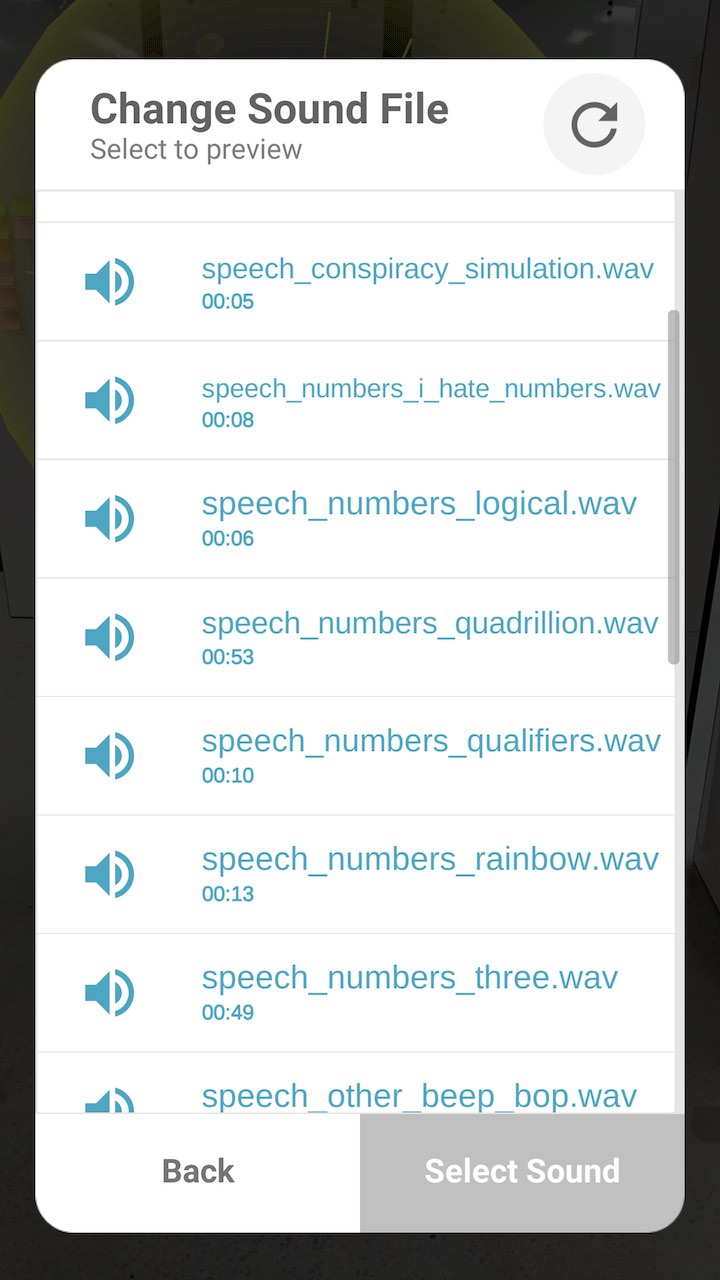 Change Sound File
Select to preview
speech_conspiracy_simulation.wav
00:05
speech_numbers_i_hate_numbers.wav
00:08
speech_numbers_logical.wav
00:06
speech_numbers_quadrillion.wav
00:53
speech_numbers_qualifiers.wav
00:10
speech_numbers_rainbow.wav
00:13
speech_numbers_three.wav
00:49
speech_other_beep_bop.wav
Back
Select Sound